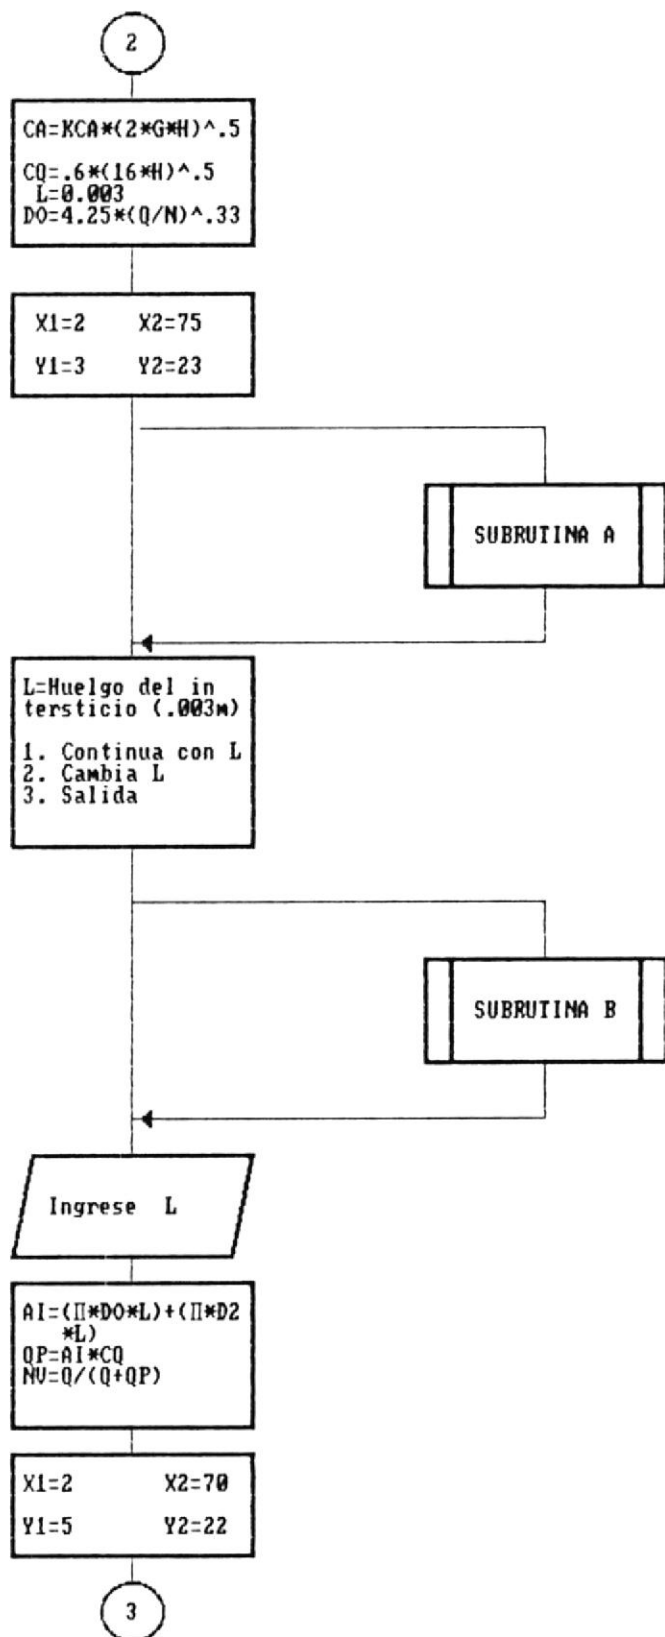 2
CA=KCA*(2*G*H)^.5
CQ=.6*(16*H)^.5
L=0.003
DO=4.25*(Q/N)^.33
X1=2 X2=75
Y1=3 Y2=23
SUBRUTINA A
L=Huelgo del in
tersticio (.003m)
1. Continua con L
2. Cambia L
3. Salida
SUBRUTINA B
Ingrese L
AI=(Π*DO*L)+(Π*D2
*L)
QP=AI*CQ
NV=Q/(Q+QP)
X1=2 X2=70
Y1=5 Y2=22
3